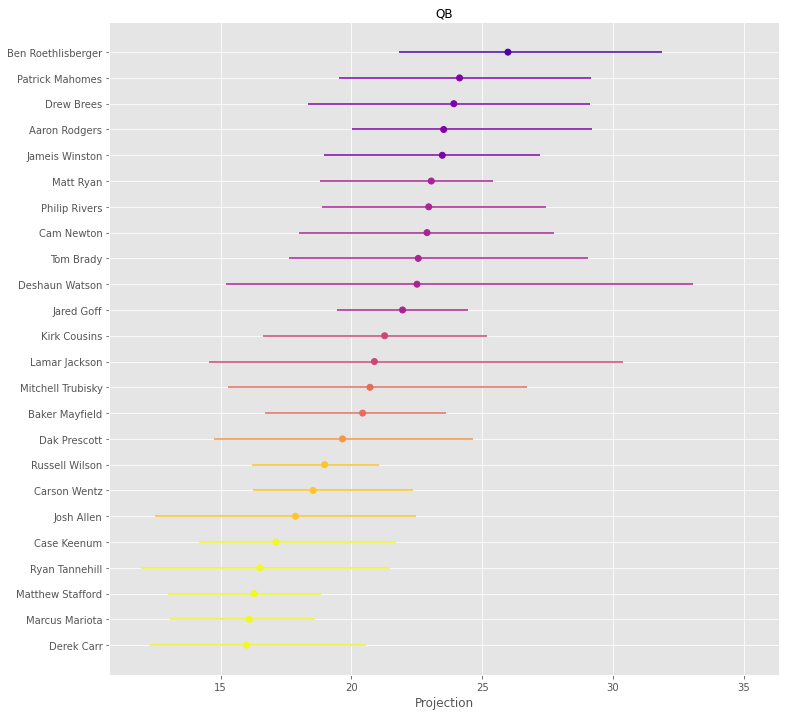 QB
Ben Roethlisberger
Patrick Mahomes
Drew Brees
Aaron Rodgers
Jameis Winston
Matt Ryan
Philip Rivers
Cam Newton
Tom Brady
Deshaun Watson
Jared Goff
Kirk Cousins
Lamar Jackson
Mitchell Trubisky
Baker Mayfield
Dak Prescott
Russell Wilson
Carson Wentz
Josh Allen
Case Keenum
Ryan Tannehill
Matthew Stafford
Marcus Mariota
Derek Carr
15 20 25 30 35
Projection